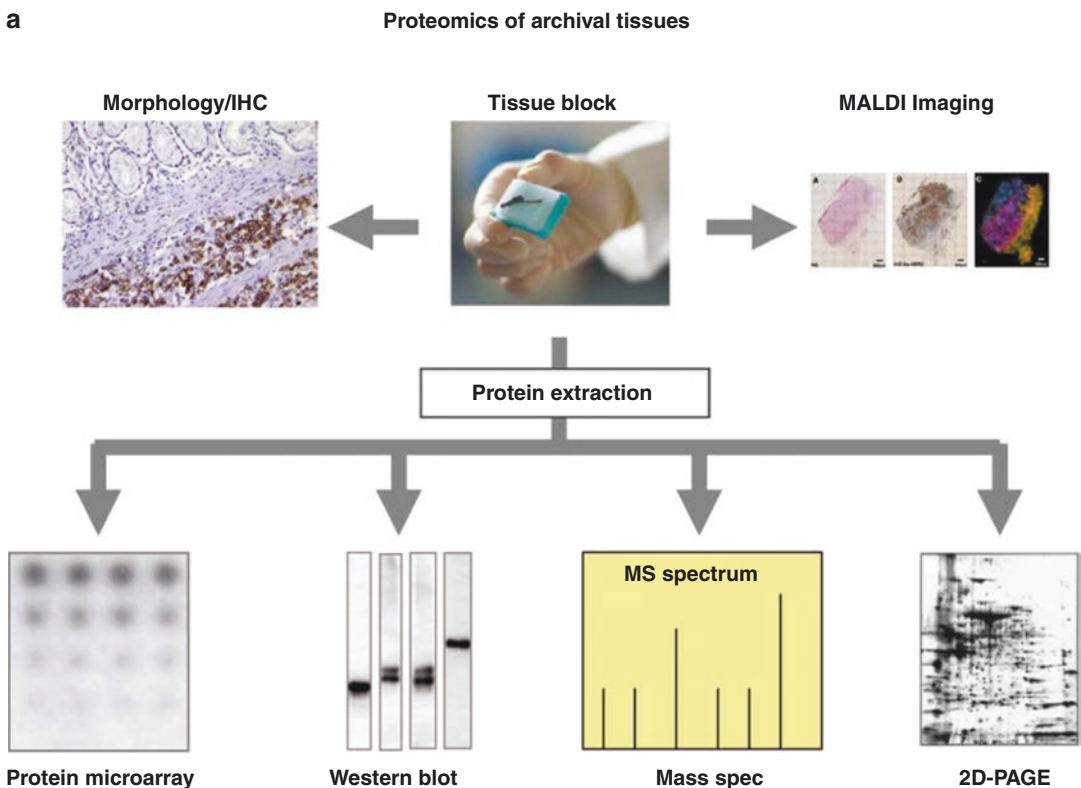 a
Proteomics of archival tissues
Morphology/IHC
Tissue block
MALDI Imaging
A
C
Protein extraction
MS spectrum
Protein microarray
Western blot
Mass spec
2D-PAGE